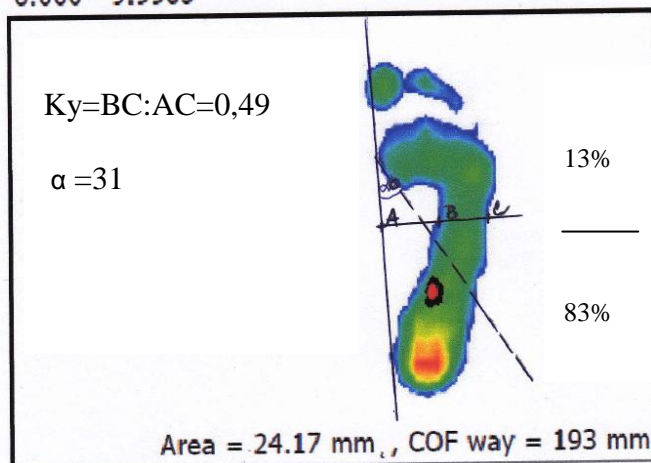 Ky=BC:AC=0,49
α =31
13%
α
A
B
C
83%
Area = 24.17 mm, , COF way = 193 mm